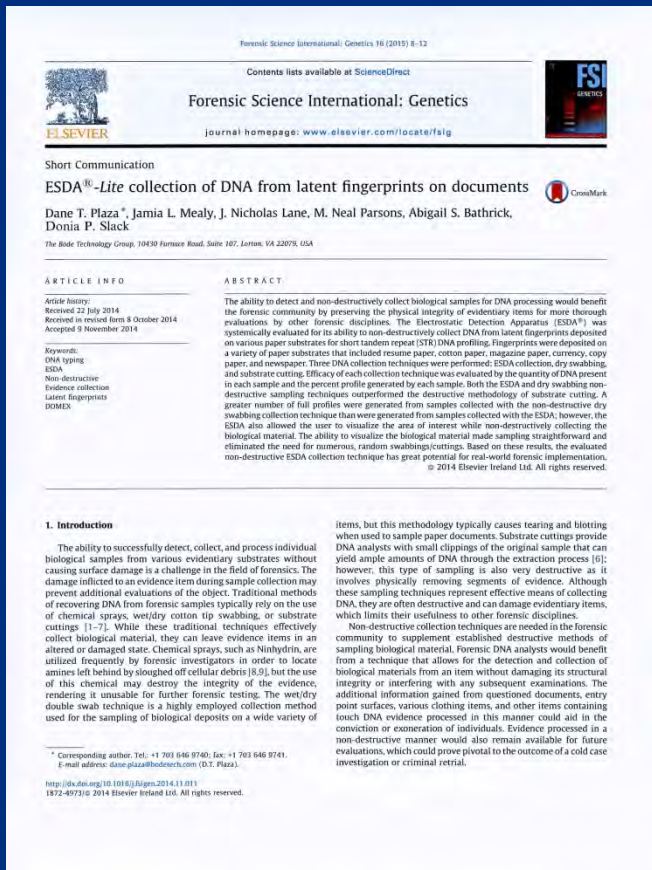 Forensic Science International: Genetics 16 (2015) 8–12
Contents lists available at ScienceDirect
Forensic Science International: Genetics
journal homepage: www.elsevier.com/locate/fsig
ELSEVIER
FSI
GENETICS
Short Communication
ESDA®-Lite collection of DNA from latent fingerprints on documents
CrossMark
Dane T. Plaza*, Jamia L. Mealy, J. Nicholas Lane, M. Neal Parsons, Abigail S. Bathrick,
Donia P. Slack
The Bode Technology Group, 10430 Furnace Road, Suite 107, Lorton, VA 22079, USA
ARTICLE INFO
Article history:
Received 22 July 2014
Received in revised form 8 October 2014
Accepted 9 November 2014
Keywords:
DNA typing
ESDA
Non-destructive
Evidence collection
Latent fingerprints
DOMEX
ABSTRACT
The ability to detect and non-destructively collect biological samples for DNA processing would benefit
the forensic community by preserving the physical integrity of evidentiary items for more thorough
evaluations by other forensic disciplines. The Electrostatic Detection Apparatus (ESDA®) was
systemically evaluated for its ability to non-destructively collect DNA from latent fingerprints deposited
on various paper substrates for short tandem repeat (STR) DNA profiling. Fingerprints were deposited on
a variety of paper substrates that included resume paper, cotton paper, magazine paper, currency, copy
paper, and newspaper. Three DNA collection techniques were performed: ESDA collection, dry swabbing,
and substrate cutting. Efficacy of each collection technique was evaluated by the quantity of DNA present
in each sample and the percent profile generated by each sample. Both the ESDA and dry swabbing non-
destructive sampling techniques outperformed the destructive methodology of substrate cutting. A
greater number of full profiles were generated from samples collected with the non-destructive dry
swabbing collection technique than were generated from samples collected with the ESDA; however, the
ESDA also allowed the user to visualize the area of interest while non-destructively collecting the
biological material. The ability to visualize the biological material made sampling straightforward and
eliminated the need for numerous, random swabbings/cuttings. Based on these results, the evaluated
non-destructive ESDA collection technique has great potential for real-world forensic implementation.
© 2014 Elsevier Ireland Ltd. All rights reserved.
1. Introduction
The ability to successfully detect, collect, and process individual
biological samples from various evidentiary substrates without
causing surface damage is a challenge in the field of forensics. The
damage inflicted to an evidence item during sample collection may
prevent additional evaluations of the object. Traditional methods
of recovering DNA from forensic samples typically rely on the use
of chemical sprays, wet/dry cotton tip swabbing, or substrate
cuttings [1–7]. While these traditional techniques effectively
collect biological material, they can leave evidence items in an
altered or damaged state. Chemical sprays, such as Ninhydrin, are
utilized frequently by forensic investigators in order to locate
amines left behind by sloughed off cellular debris [8,9], but the use
of this chemical may destroy the integrity of the evidence,
rendering it unusable for further forensic testing. The wet/dry
double swab technique is a highly employed collection method
used for the sampling of biological deposits on a wide variety of
items, but this methodology typically causes tearing and blotting
when used to sample paper documents. Substrate cuttings provide
DNA analysts with small clippings of the original sample that can
yield ample amounts of DNA through the extraction process [6];
however, this type of sampling is also very destructive as it
involves physically removing segments of evidence. Although
these sampling techniques represent effective means of collecting
DNA, they are often destructive and can damage evidentiary items,
which limits their usefulness to other forensic disciplines.
Non-destructive collection techniques are needed in the forensic
community to supplement established destructive methods of
sampling biological material. Forensic DNA analysts would benefit
from a technique that allows for the detection and collection of
biological materials from an item without damaging its structural
integrity or interfering with any subsequent examinations. The
additional information gained from questioned documents, entry
point surfaces, various clothing items, and other items containing
touch DNA evidence processed in this manner could aid in the
conviction or exoneration of individuals. Evidence processed in a
non-destructive manner would also remain available for future
evaluations, which could prove pivotal to the outcome of a cold case
investigation or criminal retrial.
* Corresponding author. Tel.: +1 703 646 9740; fax: +1 703 646 9741.
E-mail address: dane.plaza@bodetech.com (D.T. Plaza).
http://dx.doi.org/10.1016/j.fsigen.2014.11.011
1872-4973/© 2014 Elsevier Ireland Ltd. All rights reserved.